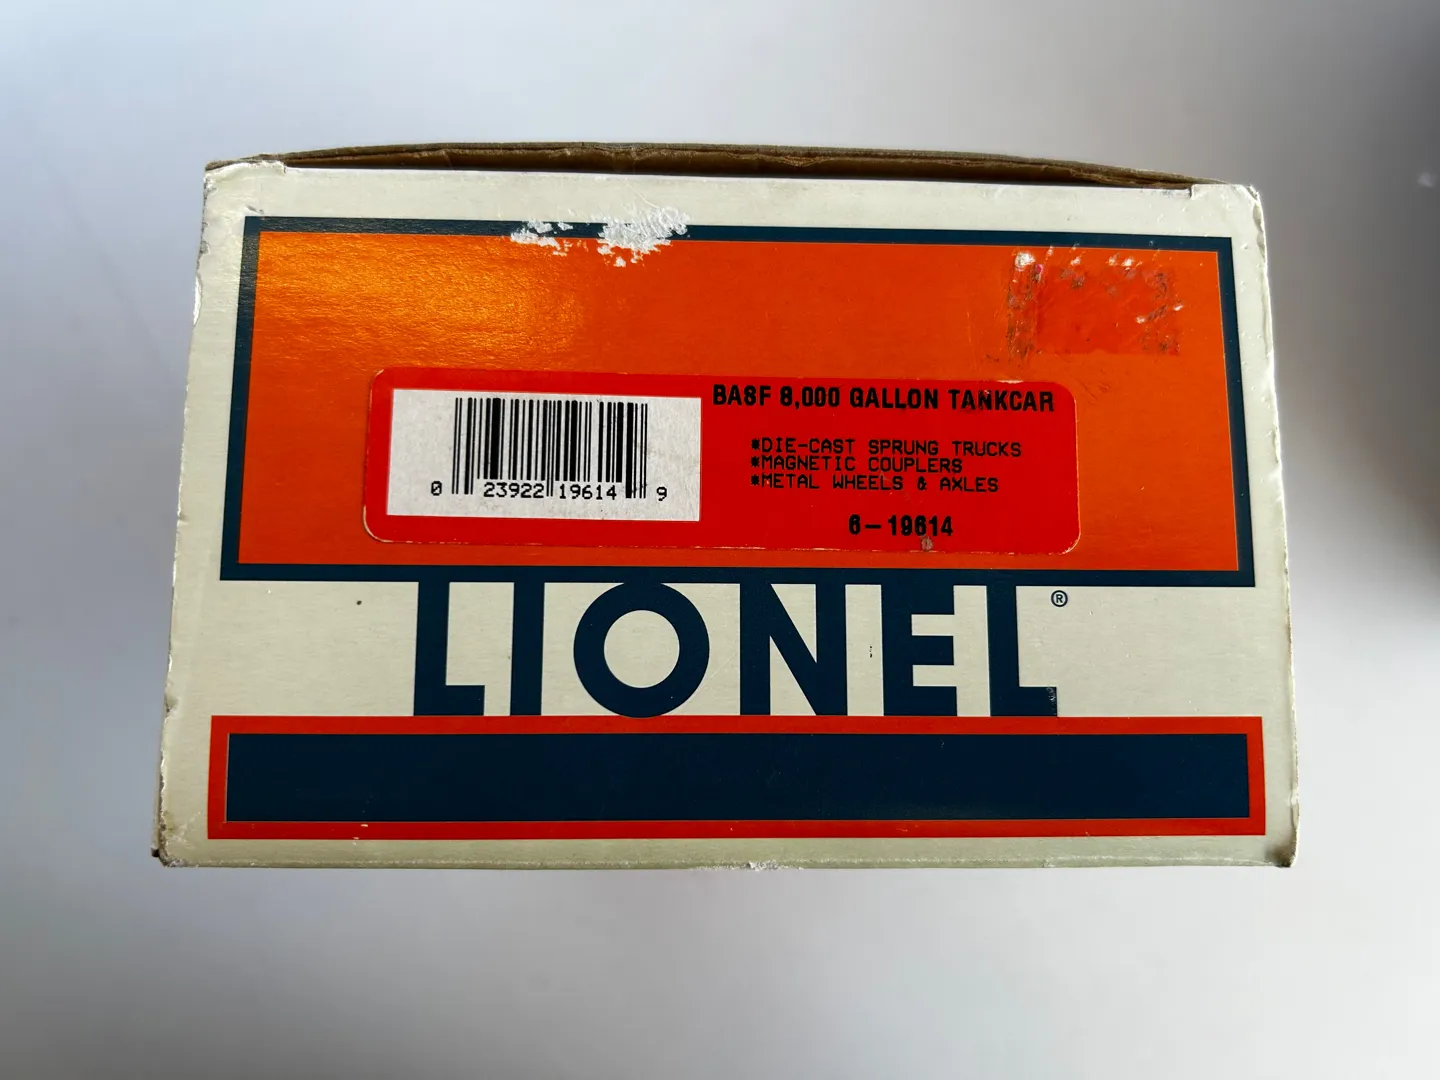 BASF 8,000 GALLON TANKCAR
*DIE-CAST SPRUNG TRUCKS
*MAGNETIC COUPLERS
*METAL WHEELS & AXLES
6-19614
0 23922 19614 9
LIONEL®